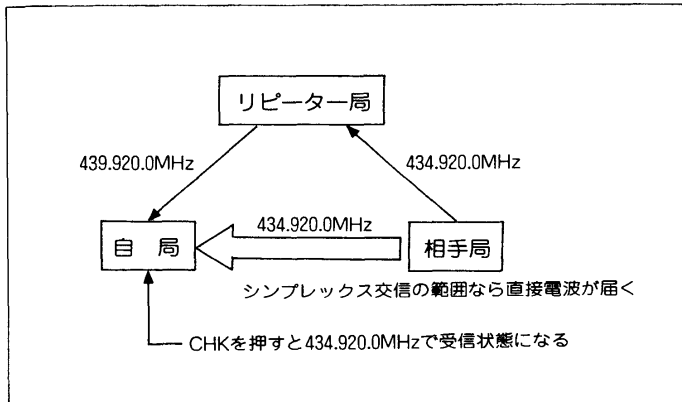 リピーター局
439.920.0MHz
434.920.0MHz
434.920.0MHz
自 局
相手局
シンプレックス交信の範囲なら直接電波が届く
CHKを押すと434.920.0MHzで受信状態になる